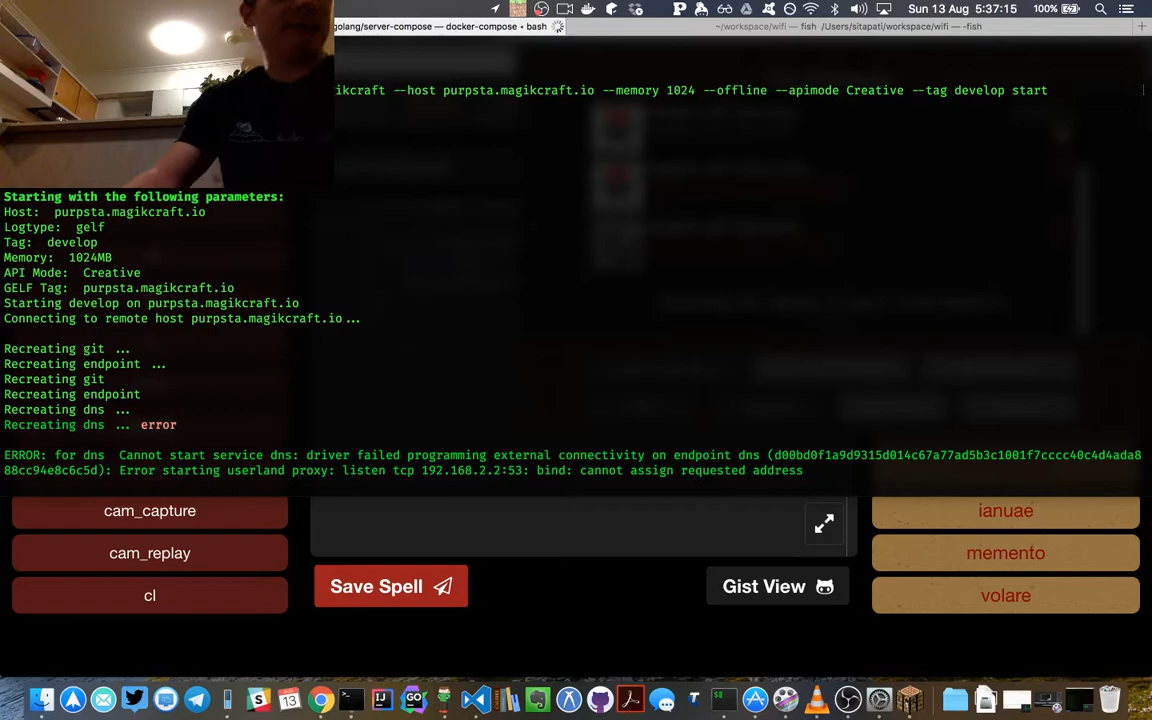 Sun 13 Aug 5:37:15
100%
golang/server-compose — docker-compose • bash
~/workspace/wifi — fish /Users/sitapati/workspace/wifi — -fish
ikcraft --host purpsta.magikcraft.io --memory 1024 --offline --apimode Creative --tag develop start
Starting with the following parameters:
Host: purpsta.magikcraft.io
Logtype: gelf
Tag: develop
Memory: 1024MB
API Mode: Creative
GELF Tag: purpsta.magikcraft.io
Starting develop on purpsta.magikcraft.io
Connecting to remote host purpsta.magikcraft.io...
Recreating git ...
Recreating endpoint ...
Recreating git
Recreating endpoint
Recreating dns ...
Recreating dns ... error
ERROR: for dns Cannot start service dns: driver failed programming external connectivity on endpoint dns (d00bd0f1a9d9315d014c67a77ad5b3c1001f7cccc40c4d4ada8
88cc94e8c6c5d): Error starting userland proxy: listen tcp 192.168.2.2:53: bind: cannot assign requested address
cam_capture
ianuae
cam_replay
memento
cl
Save Spell
Gist View
volare